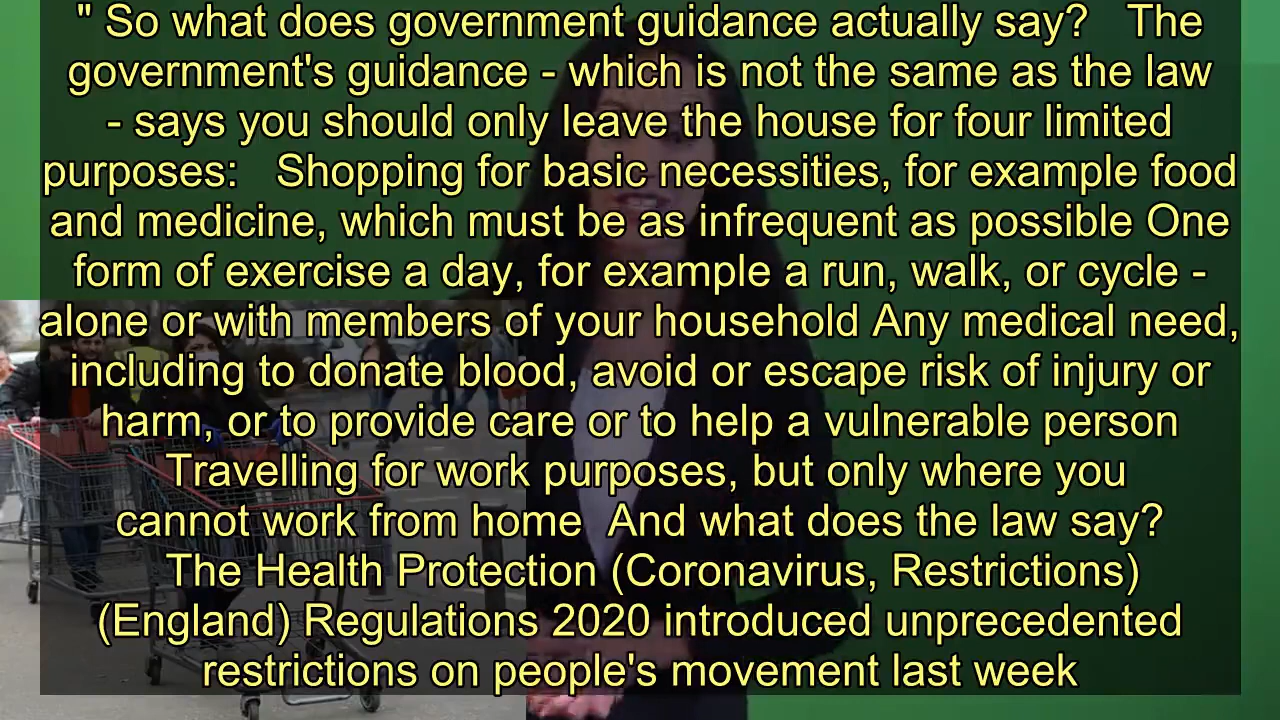 " So what does government guidance actually say?   The
government's guidance - which is not the same as the law
- says you should only leave the house for four limited
purposes:   Shopping for basic necessities, for example food
and medicine, which must be as infrequent as possible One
form of exercise a day, for example a run, walk, or cycle -
alone or with members of your household Any medical need,
including to donate blood, avoid or escape risk of injury or
harm, or to provide care or to help a vulnerable person
Travelling for work purposes, but only where you
cannot work from home  And what does the law say?
The Health Protection (Coronavirus, Restrictions)
(England) Regulations 2020 introduced unprecedented
restrictions on people's movement last week